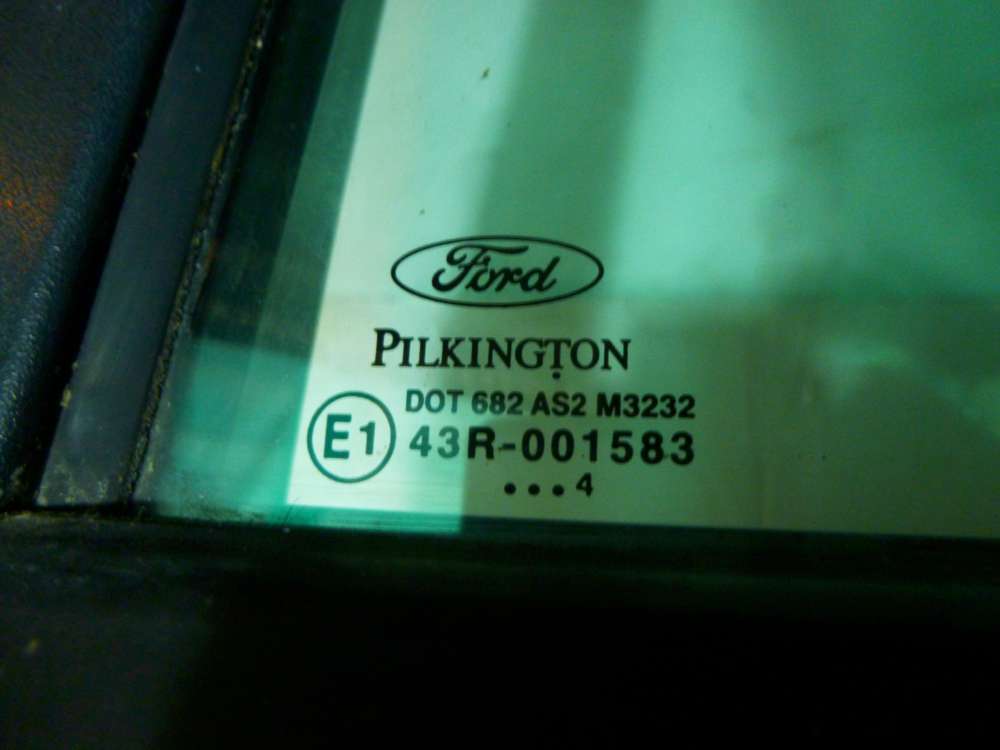 Ford
PILKINGTON
DOT 682 AS2 M3232
E1 43R-001583
•••4